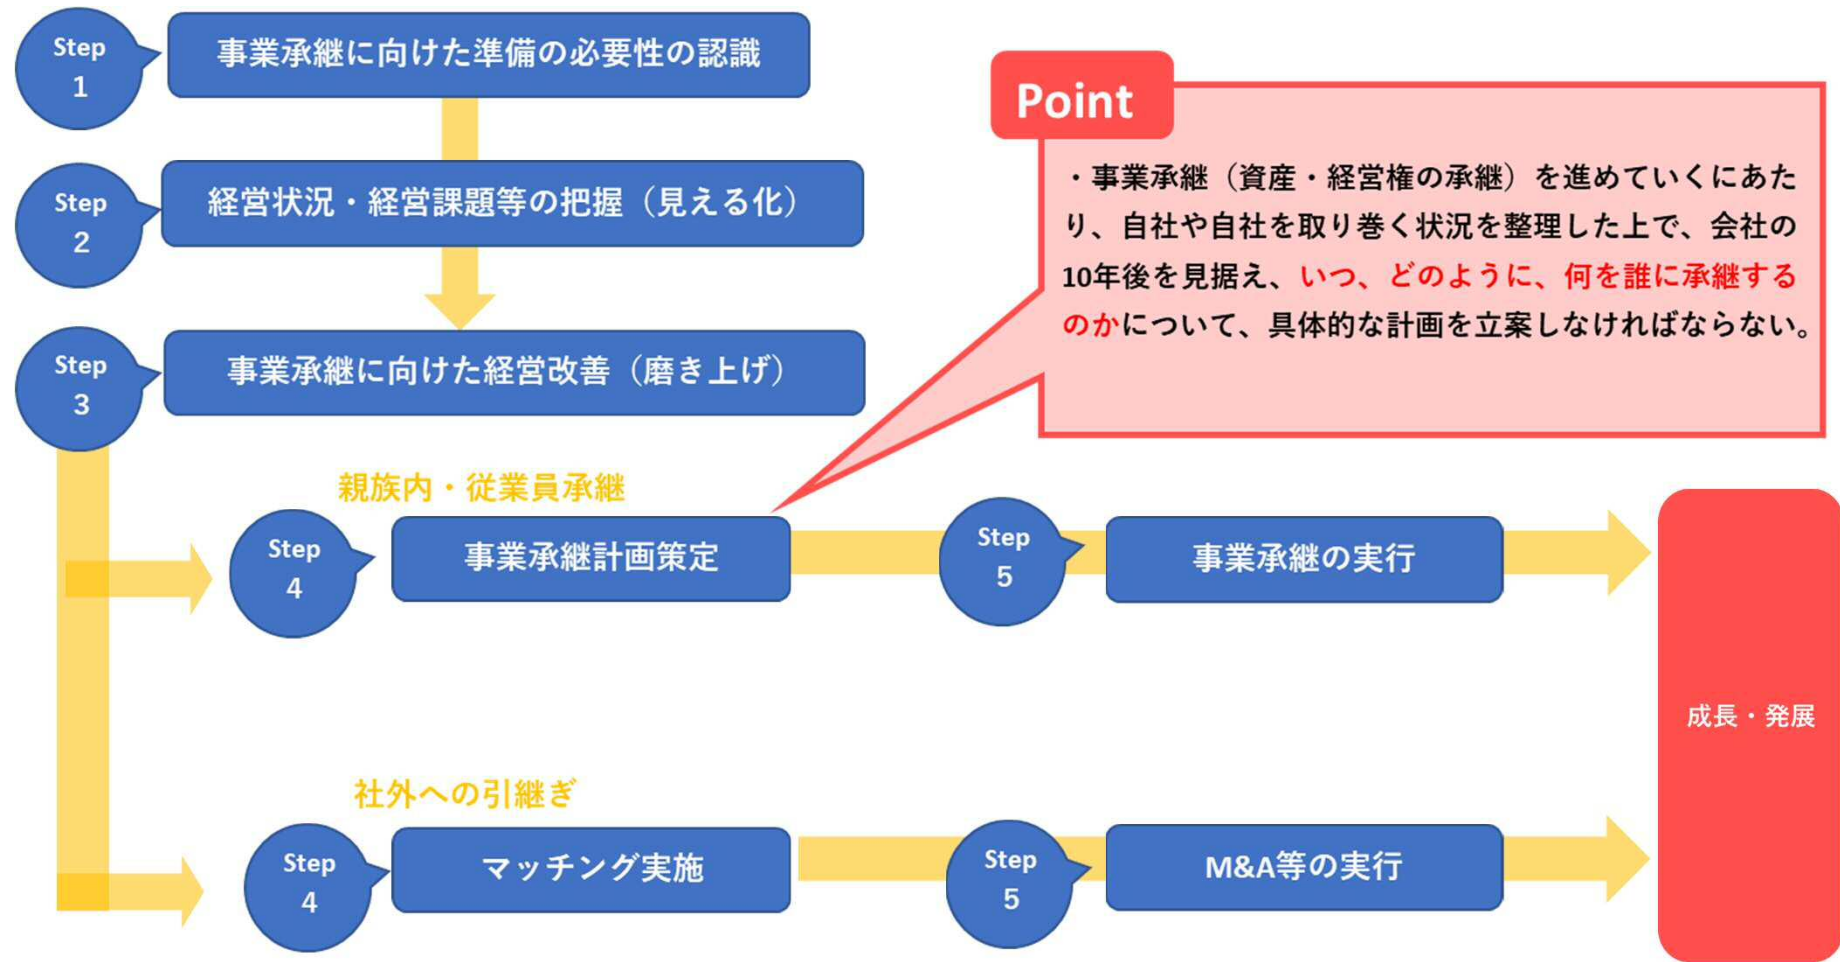 Step
1
事業承継に向けた準備の必要性の認識
Step
2
経営状況・経営課題等の把握（見える化）
Step
3
事業承継に向けた経営改善（磨き上げ）
Point
・事業承継（資産・経営権の承継）を進めていくにあた
り、自社や自社を取り巻く状況を整理した上で、会社の
10年後を見据え、いつ、どのように、何を誰に承継する
のかについて、具体的な計画を立案しなければならない。
親族内・従業員承継
Step
4
事業承継計画策定
Step
5
事業承継の実行
社外への引継ぎ
Step
4
マッチング実施
Step
5
M&A等の実行
成長・発展